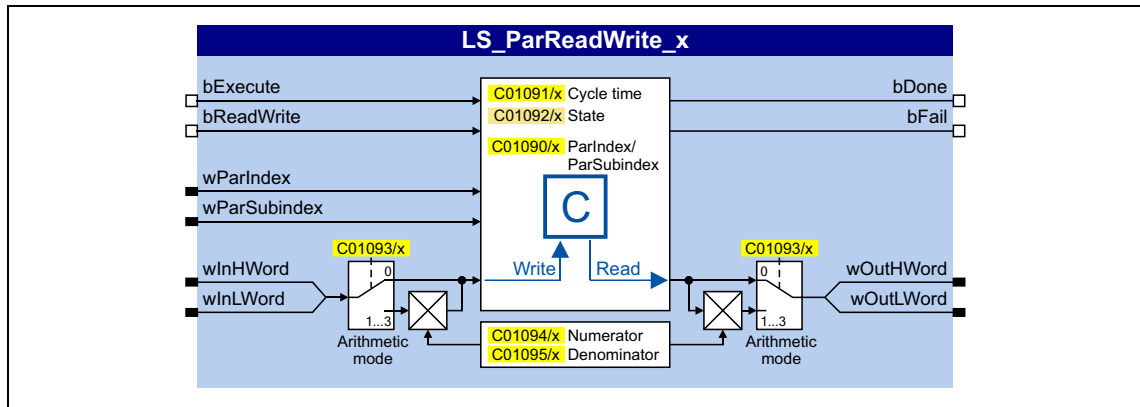 LS_ParReadWrite_x
bExecute
bReadWrite
wParIndex
wParSubindex
wInHWord
wInLWord
C01093/x
0
1...3
Arithmetic
mode
C01091/x Cycle time
C01092/x State
C01090/x ParIndex/
ParSubindex
C
Write
Read
C01094/x Numerator
C01095/x Denominator
C01093/x
0
1...3
Arithmetic
mode
bDone
bFail
wOutHWord
wOutLWord